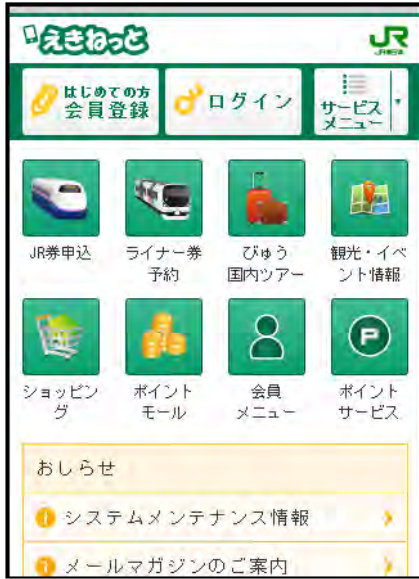 えきねっと
JR
JR東日本
はじめての方
会員登録
ログイン
サービス
メニュー
JR券申込
ライナー券
予約
びゅう
国内ツアー
観光・イベ
ント情報
P
ショッピン
グ
ポイント
モール
会員
メニュー
ポイント
サービス
おしらせ
システムメンテナンス情報
メールマガジンのご案内